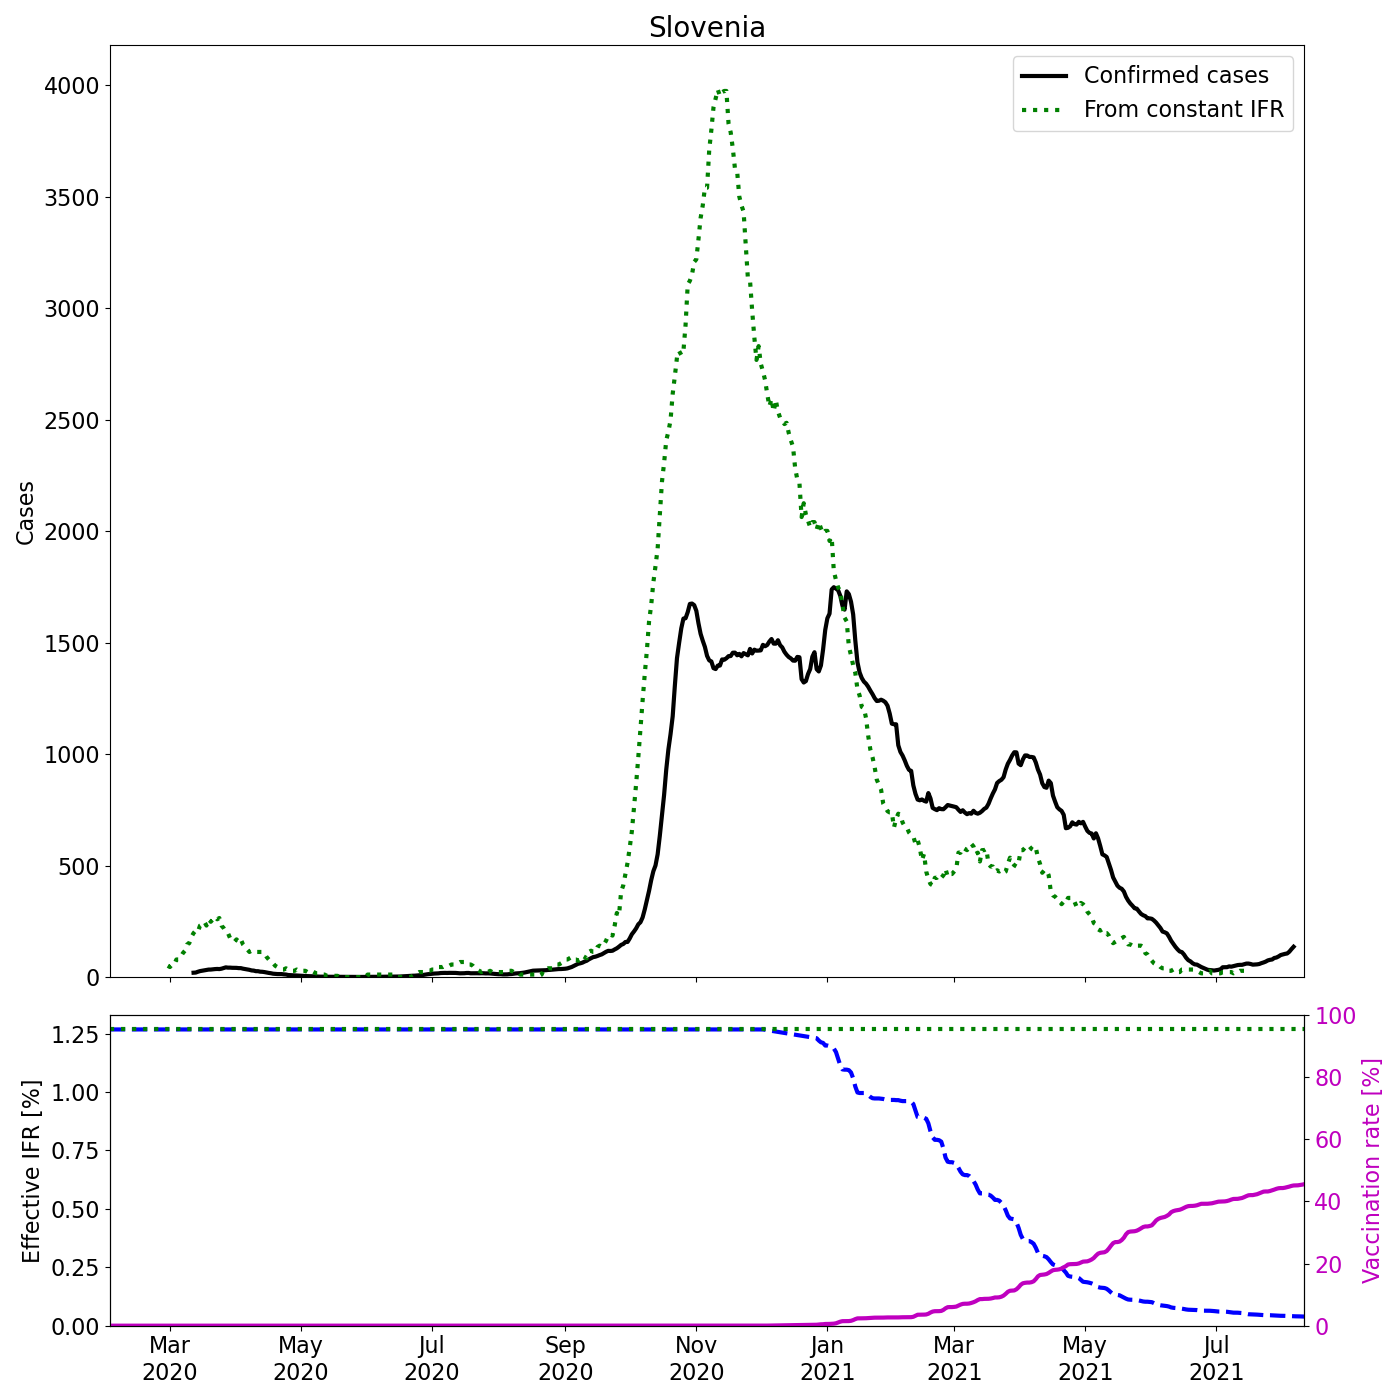 Slovenia
Confirmed cases
From constant IFR
Cases
4000
3500
3000
2500
2000
1500
1000
500
0
Effective IFR [%]
1.25
1.00
0.75
0.50
0.25
0.00
100
80
60
40
20
0
Vaccination rate [%]
Mar May Jul Sep Nov Jan Mar May Jul
2020 2020 2020 2020 2020 2021 2021 2021 2021